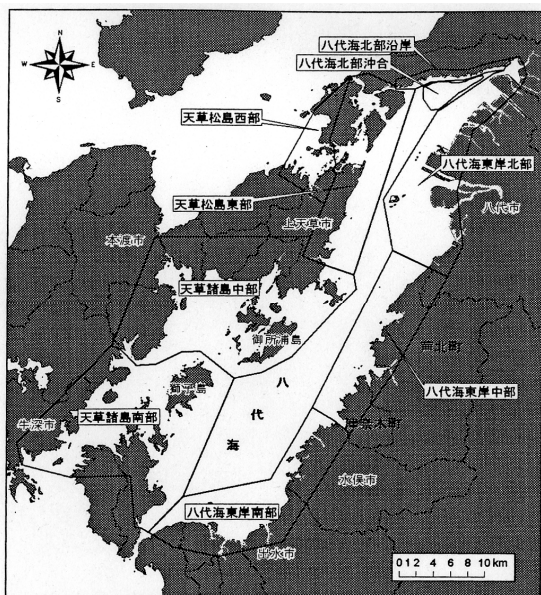 N
W E
S
八代海北部沿岸
八代海北部沖合
天草松島西部
八代海東岸北部
天草松島東部
八代市
上天草市
本渡市
天草諸島中部
御所浦島
芦北町
獅子島
八
代
海
八代海東岸中部
天草諸島南部
牛深市
津奈木町
水俣市
八代海東岸南部
出水市
0 1 2 4 6 8 10 km